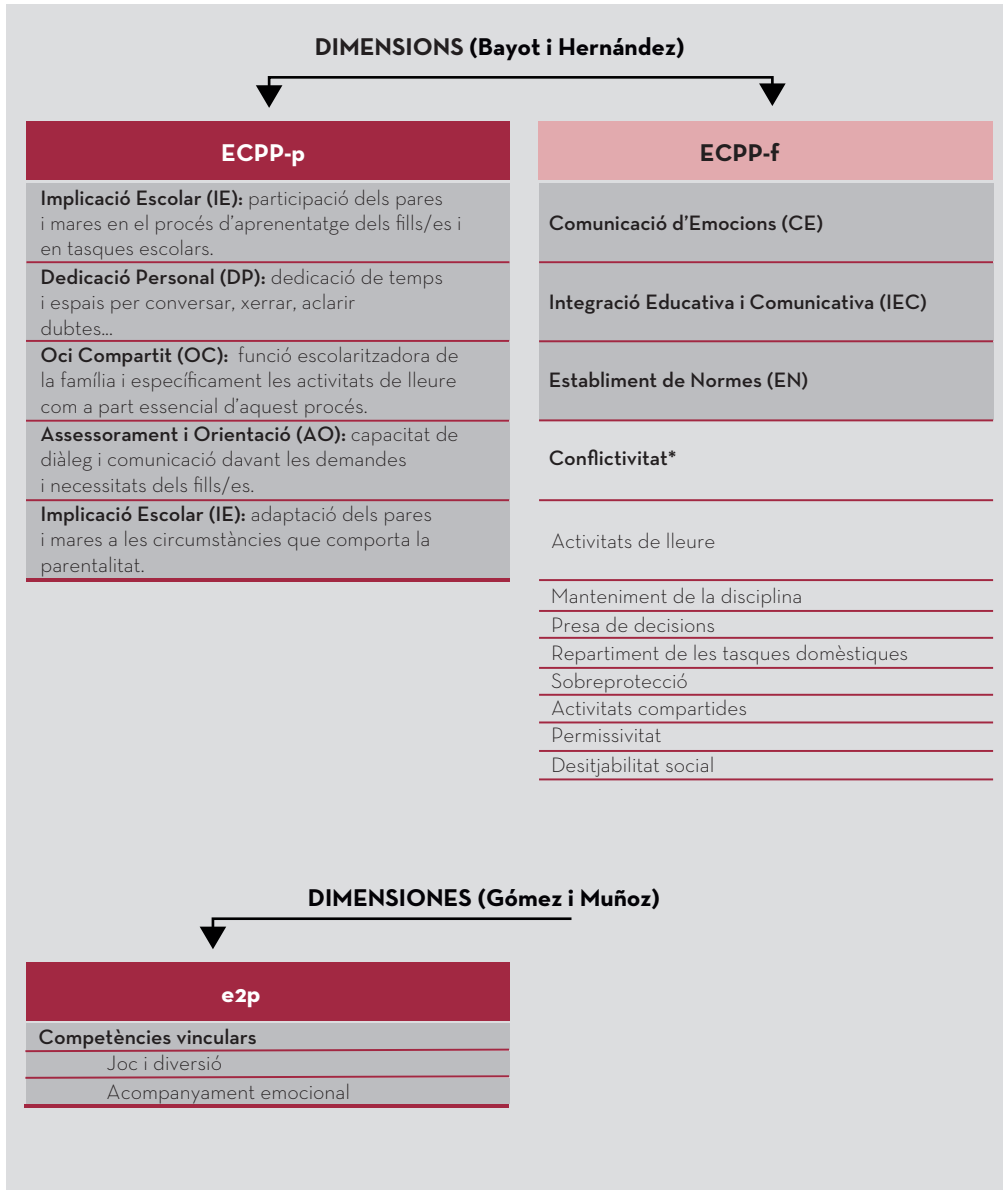 DIMENSIONS (Bayot i Hernández)
ECPP-p
Implicació Escolar (IE): participació dels pares
i mares en el procés d'aprenentatge dels fills/es i
en tasques escolars.
Dedicació Personal (DP): dedicació de temps
i espais per conversar, xerrar, aclarir
dubtes...
Oci Compartit (OC): funció escolaritzadora de
la família i específicament les activitats de lleure
com a part essencial d'aquest procés.
Assessorament i Orientació (AO): capacitat de
diàleg i comunicació davant les demandes
i necessitats dels fills/es.
Implicació Escolar (IE): adaptació dels pares
i mares a les circumstàncies que comporta la
parentalitat.
ECPP-f
Comunicació d'Emocions (CE)
Integració Educativa i Comunicativa (IEC)
Establiment de Normes (EN)
Conflictivitat*
Activitats de lleure
Manteniment de la disciplina
Presa de decisions
Repartiment de les tasques domèstiques
Sobreprotecció
Activitats compartides
Permissivitat
Desitjabilitat social
DIMENSIONES (Gómez i Muñoz)
e2p
Competències vinculars
Joc i diversió
Acompanyament emocional